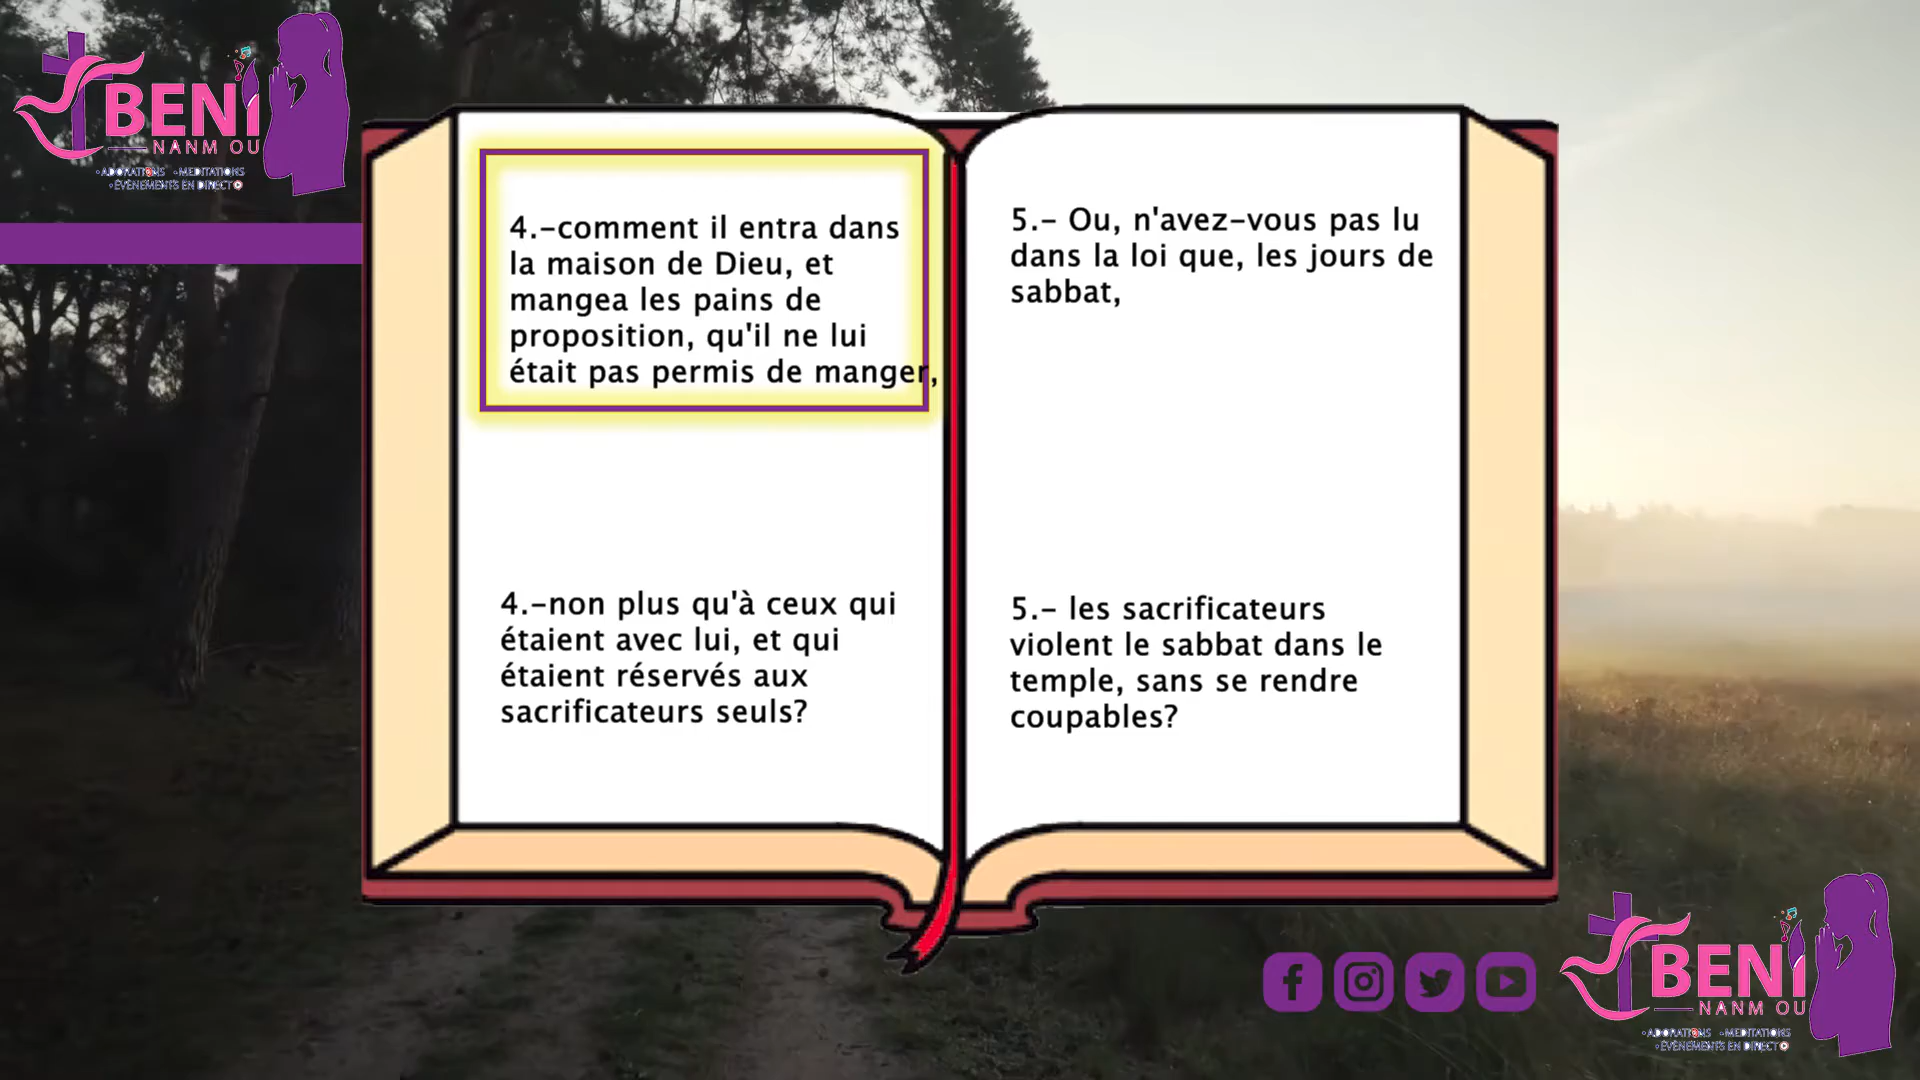 BENI
NANM OU
·ADORATIONS ·MEDITATIONS
·ÉVÈNEMENTS EN DIRECT
4.-comment il entra dans
la maison de Dieu, et
mangea les pains de
proposition, qu'il ne lui
était pas permis de manger,
4.-non plus qu'à ceux qui
étaient avec lui, et qui
étaient réservés aux
sacrificateurs seuls?
5.- Ou, n'avez-vous pas lu
dans la loi que, les jours de
sabbat,
5.- les sacrificateurs
violent le sabbat dans le
temple, sans se rendre
coupables?
BENI
NANM OU
·ADORATIONS ·MEDITATIONS
·ÉVÈNEMENTS EN DIRECT